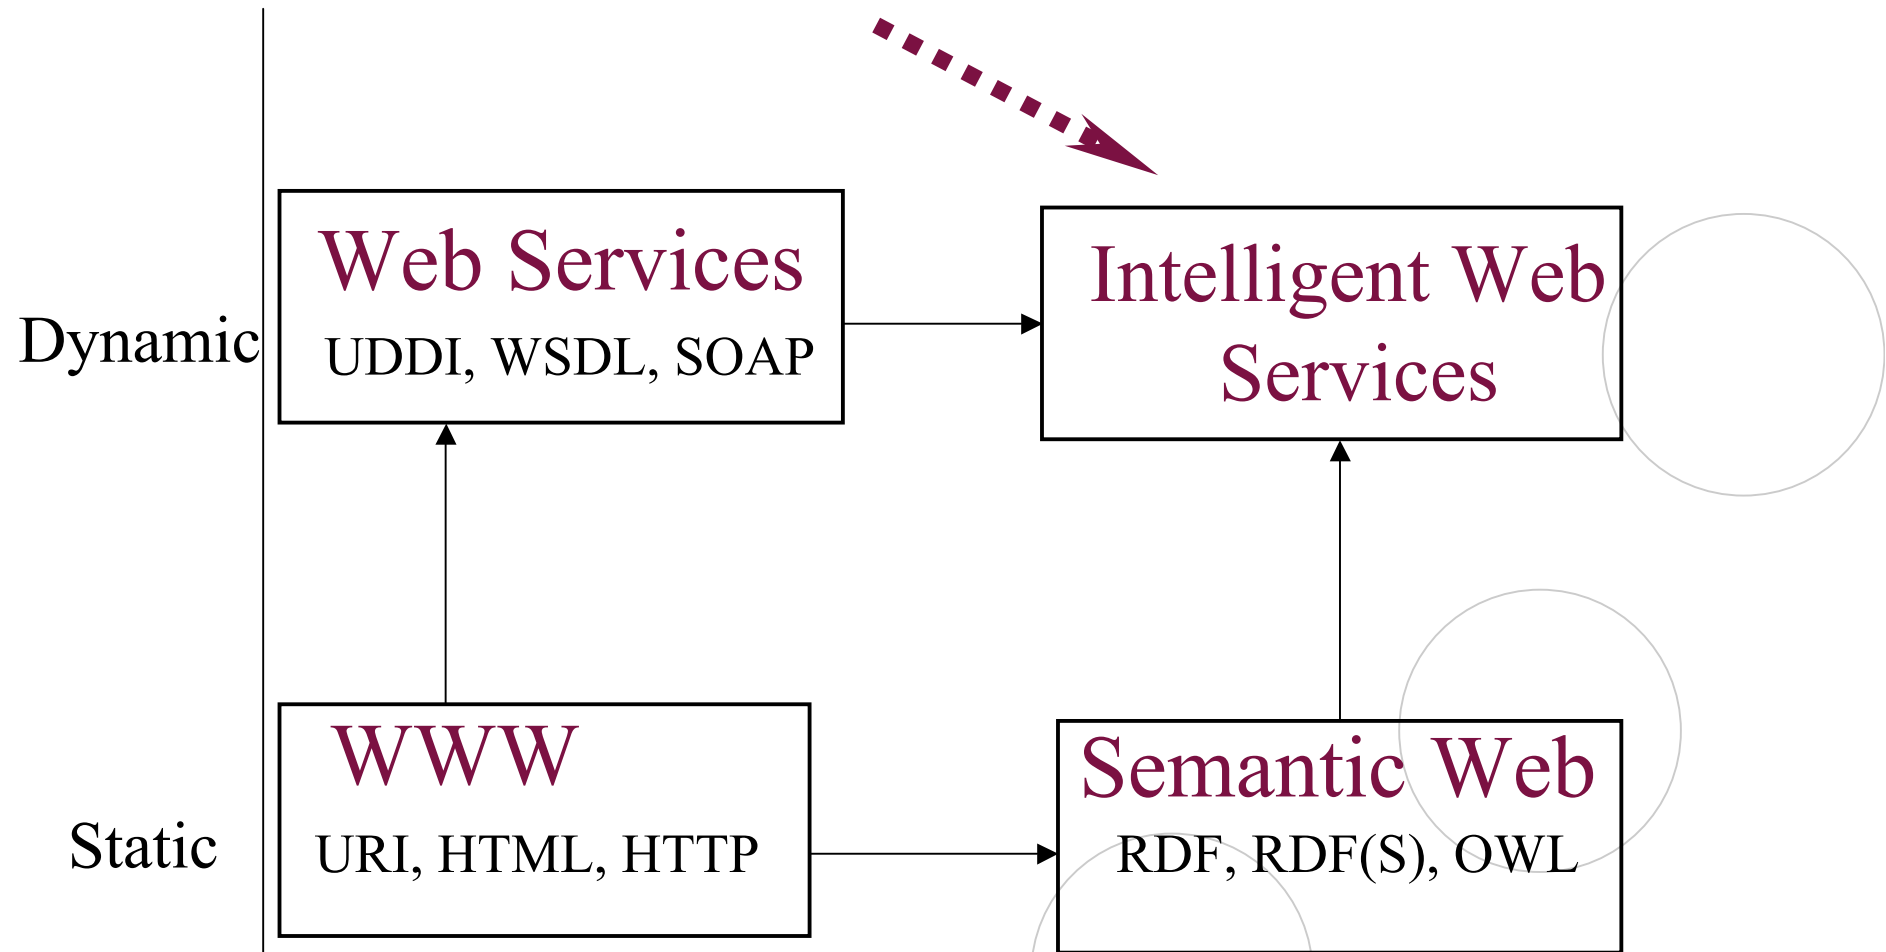 Dynamic
Web Services
UDDI, WSDL, SOAP
Intelligent Web
Services
Static
WWW
URI, HTML, HTTP
Semantic Web
RDF, RDF(S), OWL